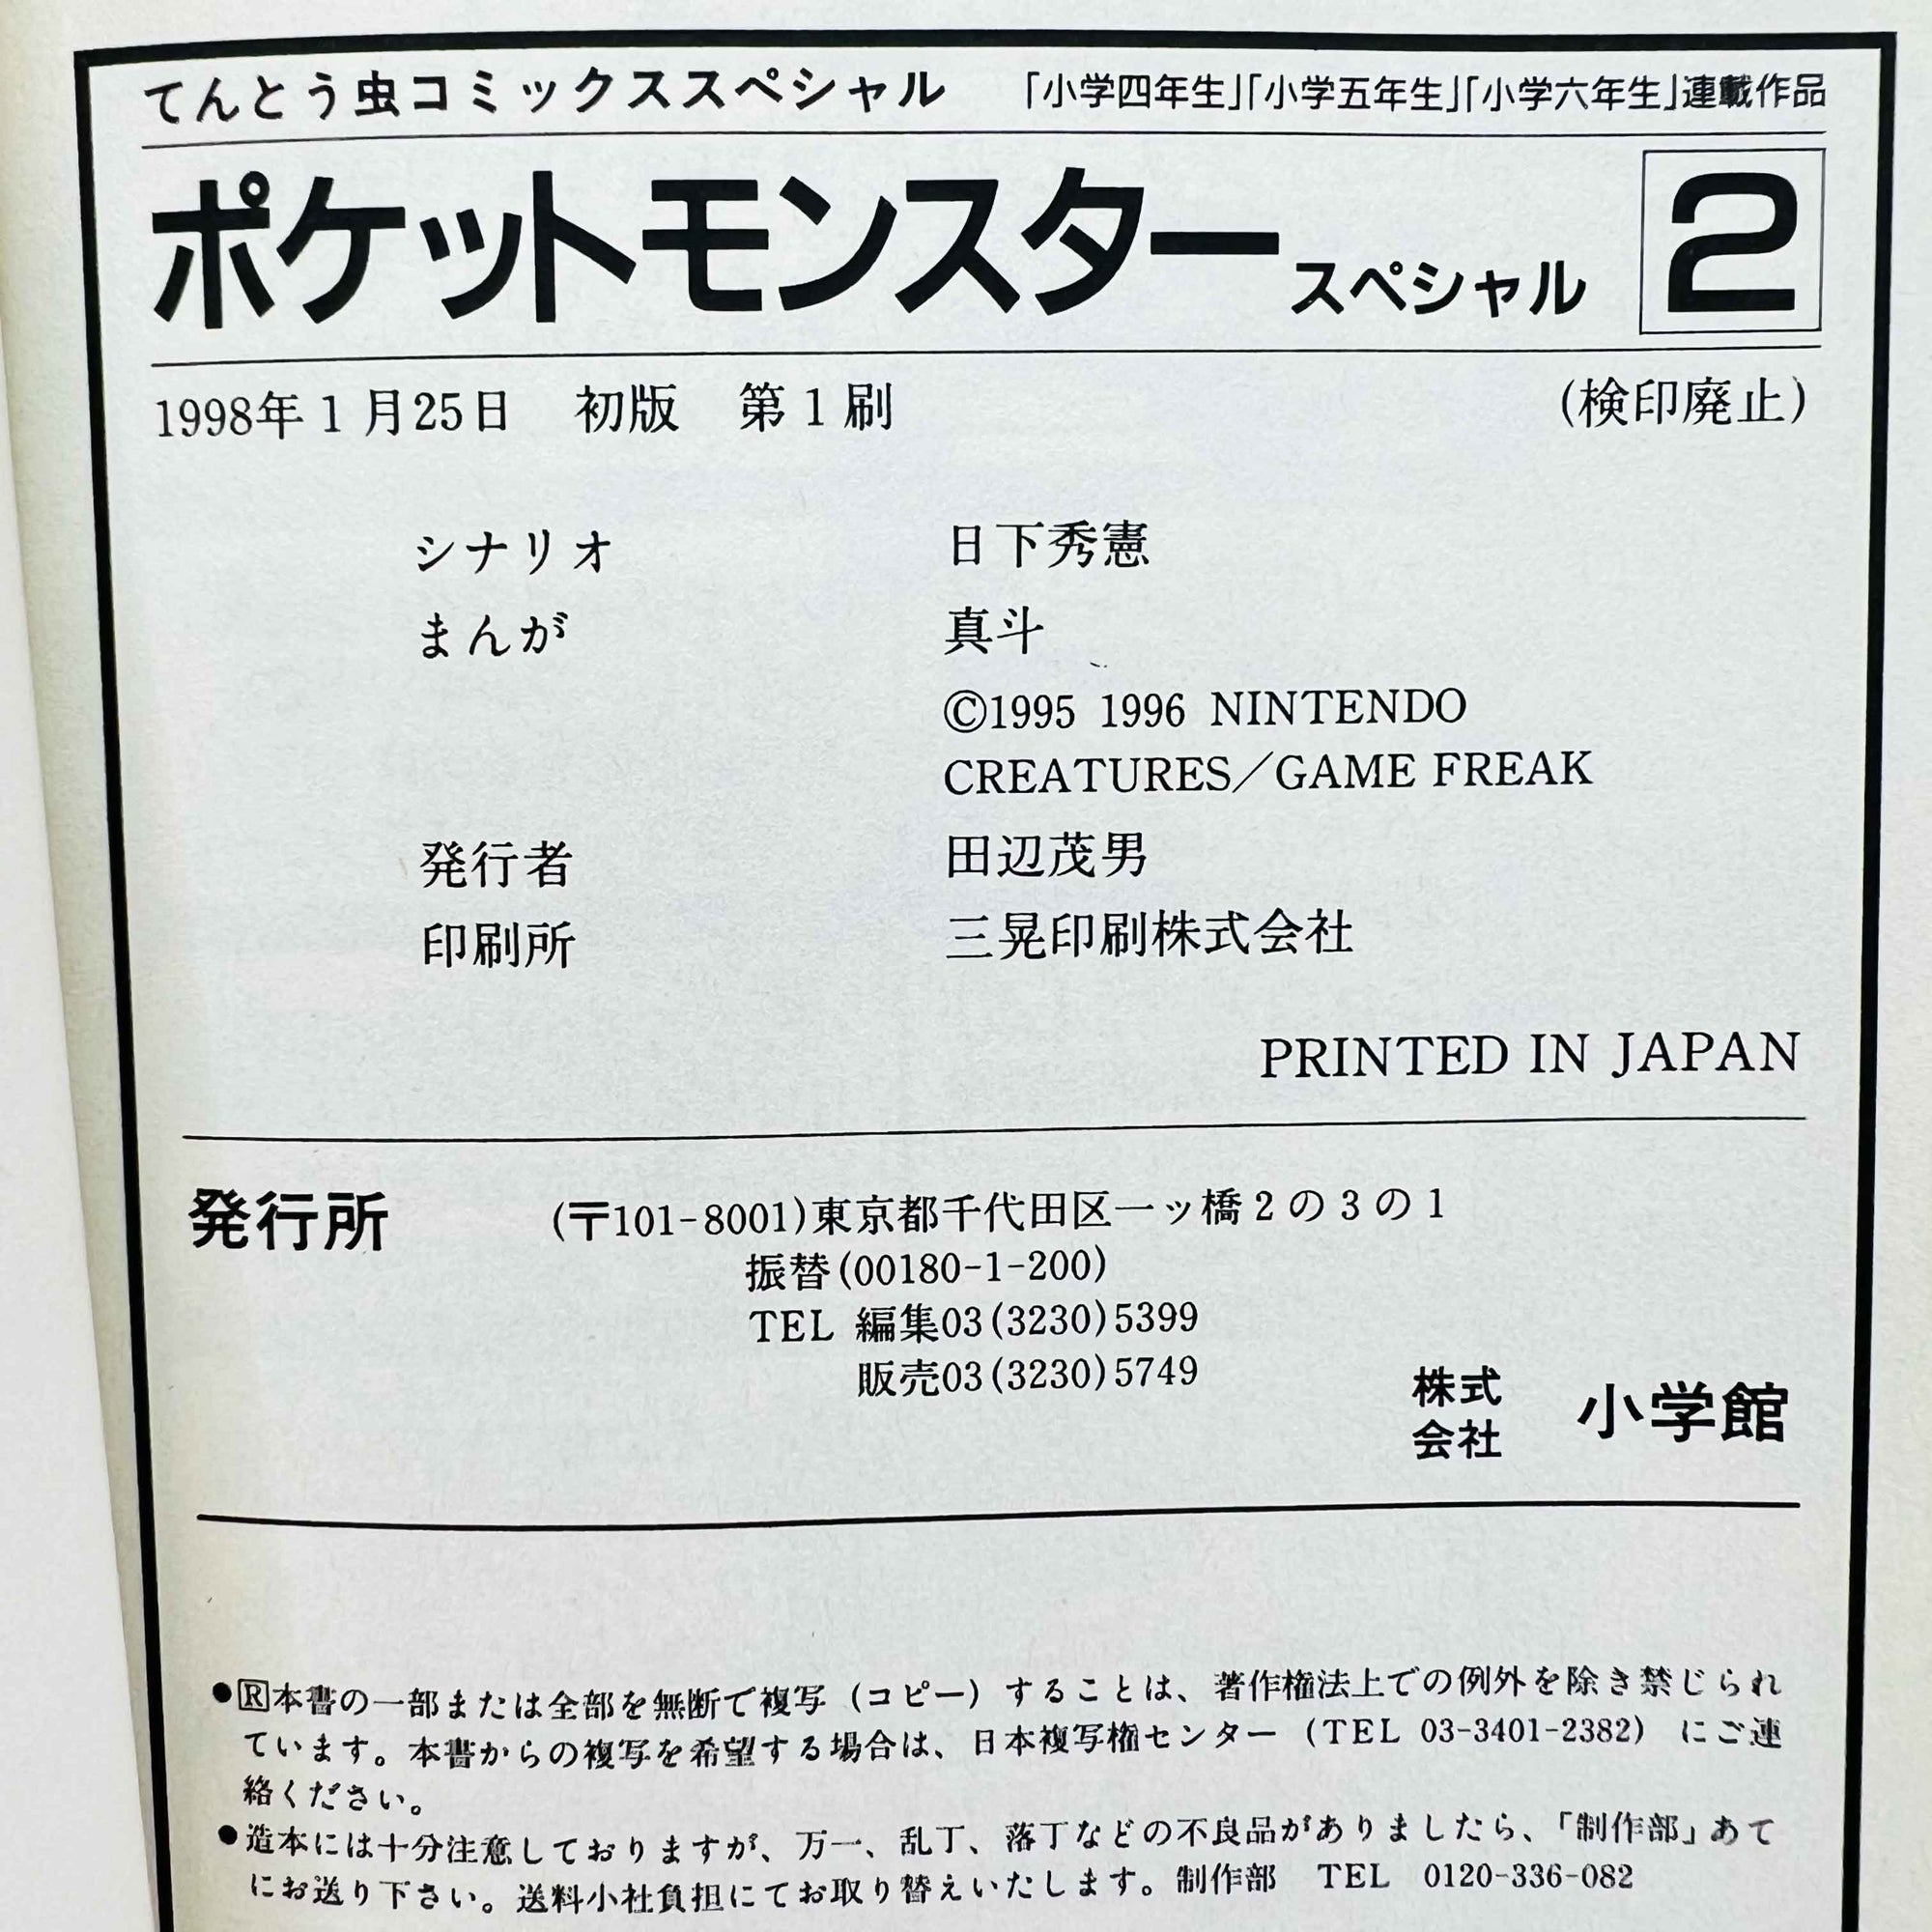 てんとう虫コミックススペシャル 「小学四年生」「小学五年生」「小学六年生」連載作品
ポケットモンスター スペシャル 2
1998年1月25日 初版 第1刷 (検印廃止)
シナリオ 日下秀憲
まんが 真斗
©1995 1996 NINTENDO
CREATURES／GAME FREAK
発行者 田辺茂男
印刷所 三晃印刷株式会社
PRINTED IN JAPAN
発行所 (〒101-8001)東京都千代田区一ッ橋2の3の1
振替(00180-1-200)
TEL 編集03(3230)5399
販売03(3230)5749
株式会社 小学館
●Ⓡ本書の一部または全部を無断で複写（コピー）することは、著作権法上での例外を除き禁じられ
ています。本書からの複写を希望する場合は、日本複写権センター（TEL 03-3401-2382）にご連
絡ください。
●造本には十分注意しておりますが、万一、乱丁、落丁などの不良品がありましたら、「制作部」あて
にお送り下さい。送料小社負担にてお取り替えいたします。制作部 TEL 0120-336-082